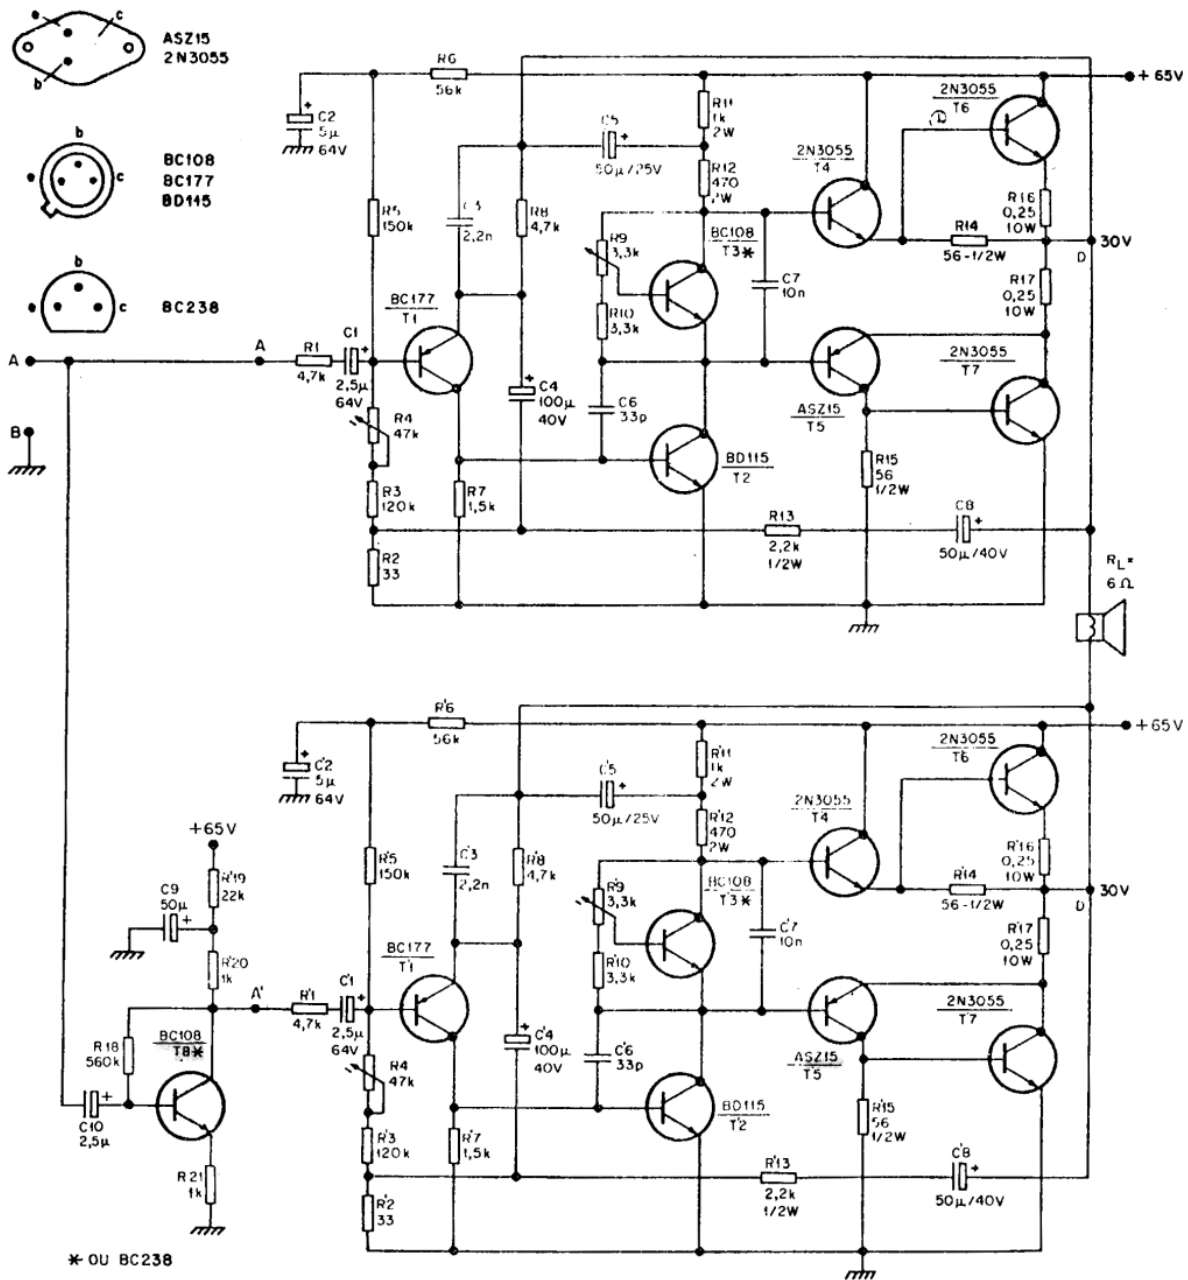 e
c
b
ASZ15
2N3055
b
e
c
BC108
BC177
BD115
b
e
c
BC238
R6
56k
+65V
C2
5µ
64V
R11
1k
2W
2N3055
T6
C5
50µ/25V
R12
470
2W
2N3055
T4
R5
150k
C3
2,2n
R8
4,7k
R9
3,3k
BC108
T3*
R16
0,25
10W
R14
56-1/2W
30V
D
C7
10n
R17
0,25
10W
BC177
T1
R10
3,3k
2N3055
T7
A
A
R1
4,7k
C1
2,5µ
64V
C4
100µ
40V
C6
33p
ASZ15
T5
R4
47k
B
BD115
T2
R15
56
1/2W
R3
120k
R7
1,5k
R13
2,2k
1/2W
C8
50µ/40V
R2
33
RL=
6Ω
R'6
56k
+65V
C'2
5µ
64V
R'11
1k
2W
2N3055
T'6
C'5
50µ/25V
R'12
470
2W
2N3055
T'4
+65V
R'19
22k
C9
50µ
R'5
150k
C'3
2,2n
R'8
4,7k
R'9
3,3k
BC108
T'3*
R'16
0,25
10W
R'14
56-1/2W
30V
D
C'7
10n
R'17
0,25
10W
R'20
1k
BC177
T'1
R'10
3,3k
2N3055
T'7
A'
R'1
4,7k
C'1
2,5µ
64V
C'4
100µ
40V
C'6
33p
ASZ15
T'5
R18
560k
BC108
T8*
R4
47k
C10
2,5µ
BD115
T'2
R'15
56
1/2W
R'3
120k
R'7
1,5k
R'13
2,2k
1/2W
C'8
50µ/40V
R21
1k
R'2
33
* OU BC238